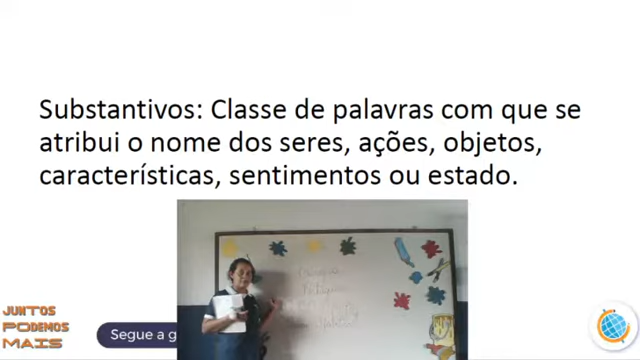 Substantivos: Classe de palavras com que se
atribui o nome dos seres, ações, objetos,
características, sentimentos ou estado.
JUNTOS
PODEMOS
MAIS
Segue a g